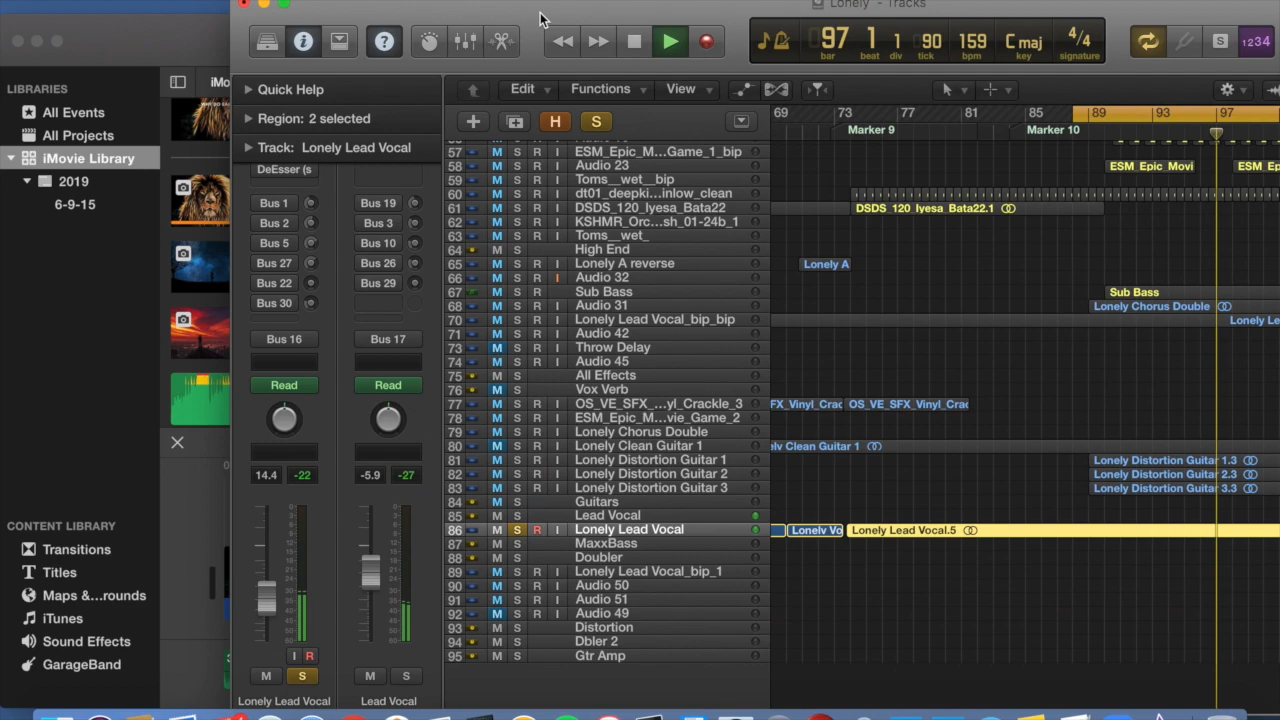 Lonely - Tracks
97 1 1 90 159 C maj 4/4
bar beat div tick bpm key signature
S 1234
LIBRARIES
All Events
All Projects
iMovie Library
2019
6-9-15
CONTENT LIBRARY
Transitions
Titles
Maps &...rounds
iTunes
Sound Effects
GarageBand
iMo
Quick Help
Region: 2 selected
Track: Lonely Lead Vocal
DeEsser (s
Bus 1 Bus 19
Bus 2 Bus 3
Bus 5 Bus 10
Bus 27 Bus 26
Bus 22 Bus 29
Bus 30
Bus 16 Bus 17
Read Read
14.4 -22 -5.9 -27
I R
M S M S
Lonely Lead Vocal Lead Vocal
Edit Functions View
H S
69 73 77 81 85 89 93 97
Marker 9 Marker 10
57 M S R I ESM_Epic_M...Game_1_bip
58 M S R I Audio 23 ESM_Epic_Movi ESM_Ep
59 M S R I Toms__wet__bip
60 M S R I dt01_deepki...inlow_clean
61 M S R I DSDS_120_Iyesa_Bata22 DSDS_120_Iyesa_Bata22.1
62 M S R I KSHMR_Orc...sh_01-24b_1
63 M S R I Toms__wet_
64 M S High End
65 M S R I Lonely A reverse Lonely A
66 M S R I Audio 32
67 M S R Sub Bass Sub Bass
68 M S R I Audio 31 Lonely Chorus Double
70 M S R I Lonely Lead Vocal_bip_bip Lonely Le
71 M S R I Audio 42
73 M S R I Throw Delay
74 M S R I Audio 45
75 M S All Effects
76 M S Vox Verb
77 M S R I OS_VE_SFX_...yl_Crackle_3 FX_Vinyl_Crac OS_VE_SFX_Vinyl_Crac
78 M S R I ESM_Epic_M...vie_Game_2
79 M S R I Lonely Chorus Double
80 M S R I Lonely Clean Guitar 1 ely Clean Guitar 1
81 M S R I Lonely Distortion Guitar 1 Lonely Distortion Guitar 1.3
82 M S R I Lonely Distortion Guitar 2 Lonely Distortion Guitar 2.3
83 M S R I Lonely Distortion Guitar 3 Lonely Distortion Guitar 3.3
84 M S Guitars
85 M S Lead Vocal
86 M S R I Lonely Lead Vocal Lonely Vo Lonely Lead Vocal.5
87 M S MaxxBass
88 M S Doubler
89 M S R I Lonely Lead Vocal_bip_1
90 M S R I Audio 50
91 M S R I Audio 51
92 M S R I Audio 49
93 M S Distortion
94 M S Dbler 2
95 M S Gtr Amp